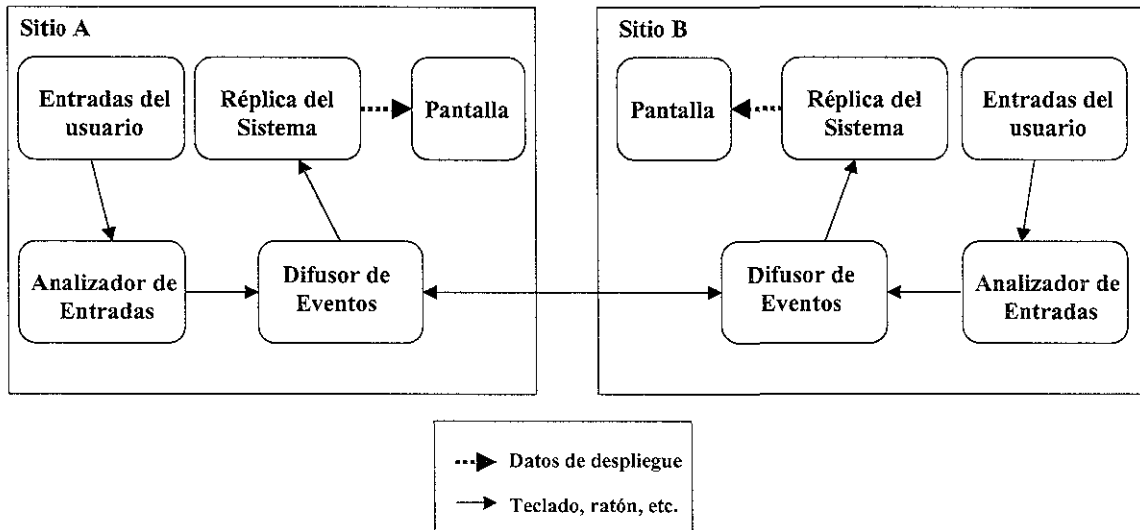 Sitio A
Entradas del
usuario
Réplica del
Sistema
Pantalla
Analizador de
Entradas
Difusor de
Eventos
Sitio B
Pantalla
Réplica del
Sistema
Entradas del
usuario
Difusor de
Eventos
Analizador de
Entradas
Datos de despliegue
Teclado, ratón, etc.